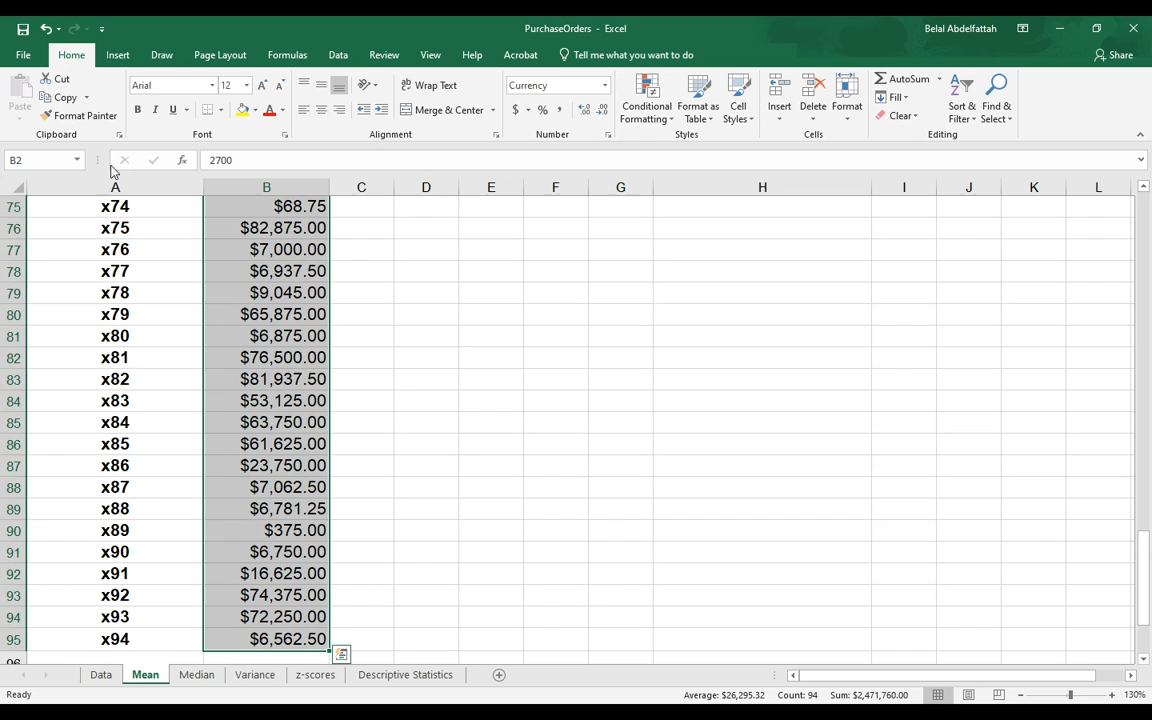 PurchaseOrders - Excel
Belal Abdelfattah
File Home Insert Draw Page Layout Formulas Data Review View Help Acrobat Tell me what you want to do Share
Paste
Cut
Copy
Format Painter
Clipboard
Arial 12
B I U
Font
Wrap Text
Merge & Center
Alignment
Currency
$ % ,
Number
Conditional Formatting
Format as Table
Cell Styles
Styles
Insert
Delete
Format
Cells
AutoSum
Fill
Clear
Sort & Filter
Find & Select
Editing
B2 fx 2700
A B C D E F G H I J K L
75 x74 $68.75
76 x75 $82,875.00
77 x76 $7,000.00
78 x77 $6,937.50
79 x78 $9,045.00
80 x79 $65,875.00
81 x80 $6,875.00
82 x81 $76,500.00
83 x82 $81,937.50
84 x83 $53,125.00
85 x84 $63,750.00
86 x85 $61,625.00
87 x86 $23,750.00
88 x87 $7,062.50
89 x88 $6,781.25
90 x89 $375.00
91 x90 $6,750.00
92 x91 $16,625.00
93 x92 $74,375.00
94 x93 $72,250.00
95 x94 $6,562.50
96
Data Mean Median Variance z-scores Descriptive Statistics
Ready Average: $26,295.32 Count: 94 Sum: $2,471,760.00 130%